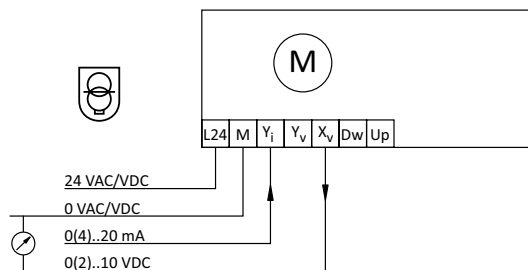 M
L24 M Yi Yv Xv Dw Up
24 VAC/VDC
0 VAC/VDC
0(4)..20 mA
0(2)..10 VDC